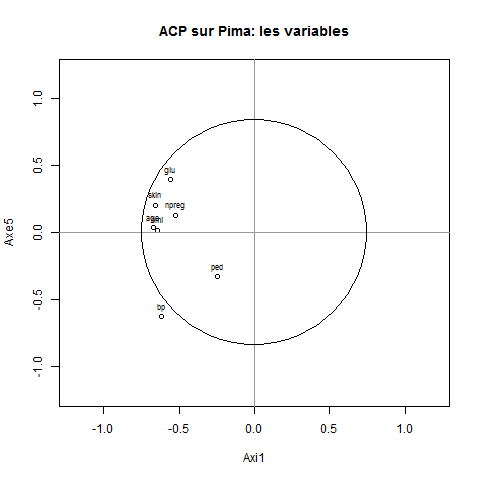 ACP sur Pima: les variables
1.0
0.5
0.0
-0.5
-1.0
Axe5
glu
skin
npreg
age
ped
bp
-1.0 -0.5 0.0 0.5 1.0
Axi1